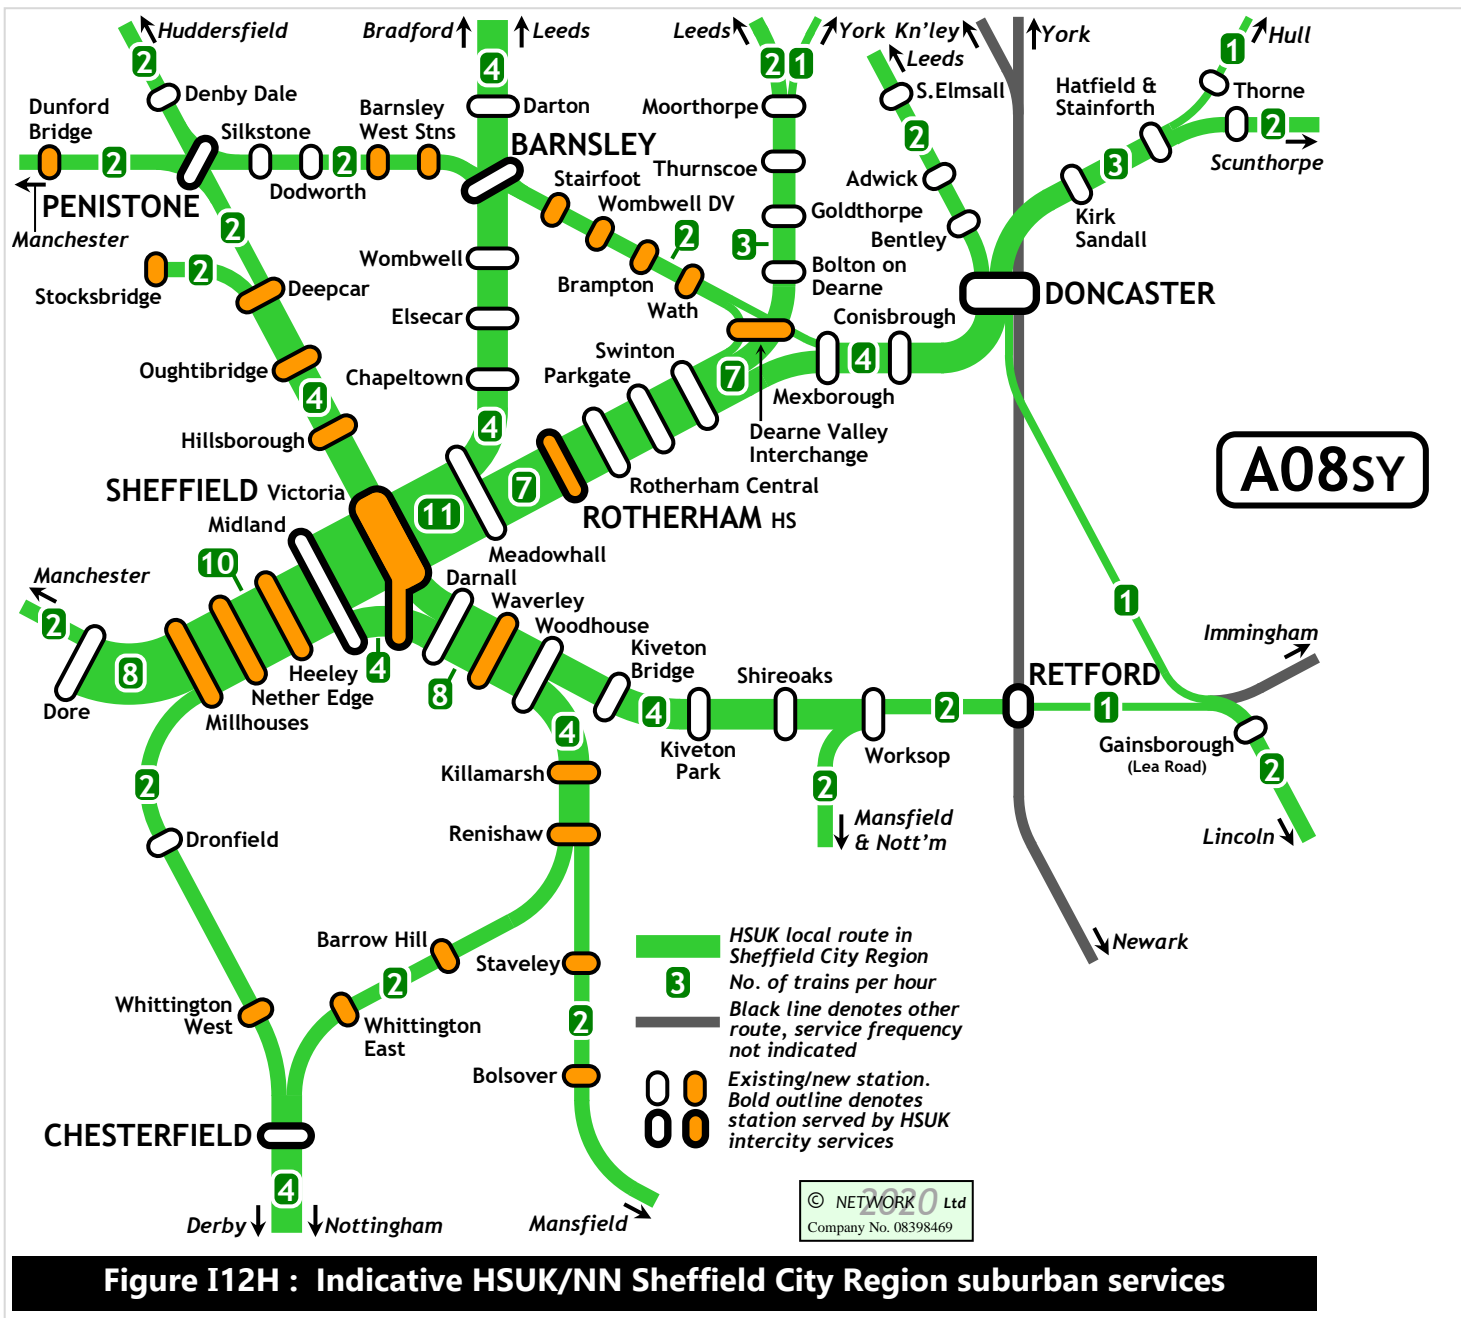 Huddersfield
2
Denby Dale
Dunford
Bridge
2
Silkstone
Dodworth
2
Barnsley
West Stns
PENISTONE
Manchester
2
Stocksbridge
2
Deepcar
Oughtibridge
4
Hillsborough
Bradford
Leeds
4
Darton
BARNSLEY
Stairfoot
Wombwell DV
2
Brampton
Wath
Wombwell
Elsecar
Chapeltown
4
Leeds
York
2
1
Moorthorpe
Thurnscoe
Goldthorpe
3
Bolton on
Dearne
Kn'ley
York
Leeds
S.Elmsall
2
Adwick
Bentley
Hull
1
Hatfield &
Stainforth
Thorne
2
Scunthorpe
3
Kirk
Sandall
DONCASTER
Conisbrough
4
Mexborough
Swinton
Parkgate
7
Dearne Valley
Interchange
Rotherham Central
ROTHERHAM HS
7
Meadowhall
11
SHEFFIELD Victoria
Midland
10
Manchester
2
Dore
8
Heeley
Nether Edge
Millhouses
4
Darnall
Waverley
Woodhouse
8
Kiveton
Bridge
4
Kiveton
Park
Shireoaks
Worksop
2
Mansfield
& Nott'm
2
RETFORD
1
1
Immingham
Gainsborough
(Lea Road)
2
Lincoln
Newark
A08SY
4
Killamarsh
Renishaw
2
Dronfield
Barrow Hill
2
Staveley
Whittington
West
Whittington
East
2
Bolsover
CHESTERFIELD
4
Derby
Nottingham
Mansfield
HSUK local route in
Sheffield City Region
3
No. of trains per hour
Black line denotes other
route, service frequency
not indicated
Existing/new station.
Bold outline denotes
station served by HSUK
intercity services
© NETWORK 2020 Ltd
Company No. 08398469
Figure I12H : Indicative HSUK/NN Sheffield City Region suburban services